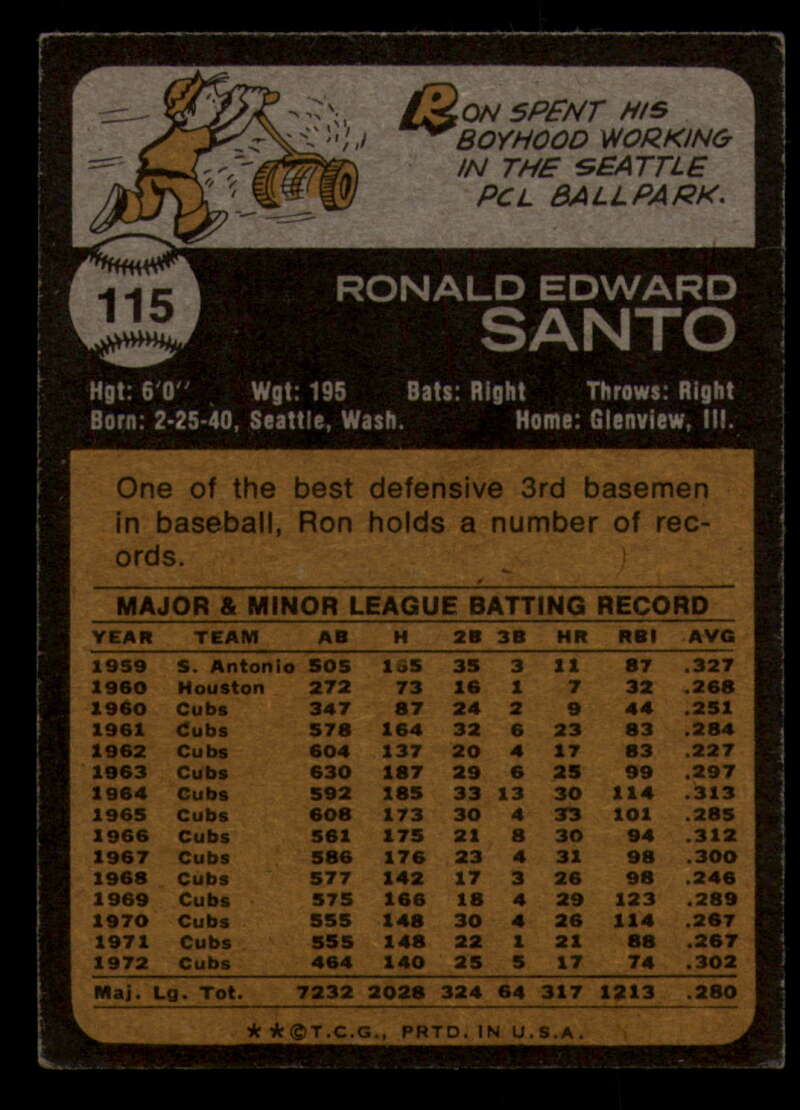 RON SPENT HIS
BOYHOOD WORKING
IN THE SEATTLE
PCL BALLPARK.
115
RONALD EDWARD
SANTO
Hgt: 6'0" Wgt: 195 Bats: Right Throws: Right
Born: 2-25-40, Seattle, Wash. Home: Glenview, Ill.
One of the best defensive 3rd basemen
in baseball, Ron holds a number of rec-
ords.
MAJOR & MINOR LEAGUE BATTING RECORD
YEAR TEAM AB H 2B 3B HR RBI AVG
1959 S. Antonio 505 165 35 3 11 87 .327
1960 Houston 272 73 16 1 7 32 .268
1960 Cubs 347 87 24 2 9 44 .251
1961 Cubs 578 164 32 6 23 83 .284
1962 Cubs 604 137 20 4 17 83 .227
1963 Cubs 630 187 29 6 25 99 .297
1964 Cubs 592 185 33 13 30 114 .313
1965 Cubs 608 173 30 4 33 101 .285
1966 Cubs 561 175 21 8 30 94 .312
1967 Cubs 586 176 23 4 31 98 .300
1968 Cubs 577 142 17 3 26 98 .246
1969 Cubs 575 166 18 4 29 123 .289
1970 Cubs 555 148 30 4 26 114 .267
1971 Cubs 555 148 22 1 21 88 .267
1972 Cubs 464 140 25 5 17 74 .302
Maj. Lg. Tot. 7232 2028 324 64 317 1213 .280
★★©T.C.G., PRTD. IN U.S.A.